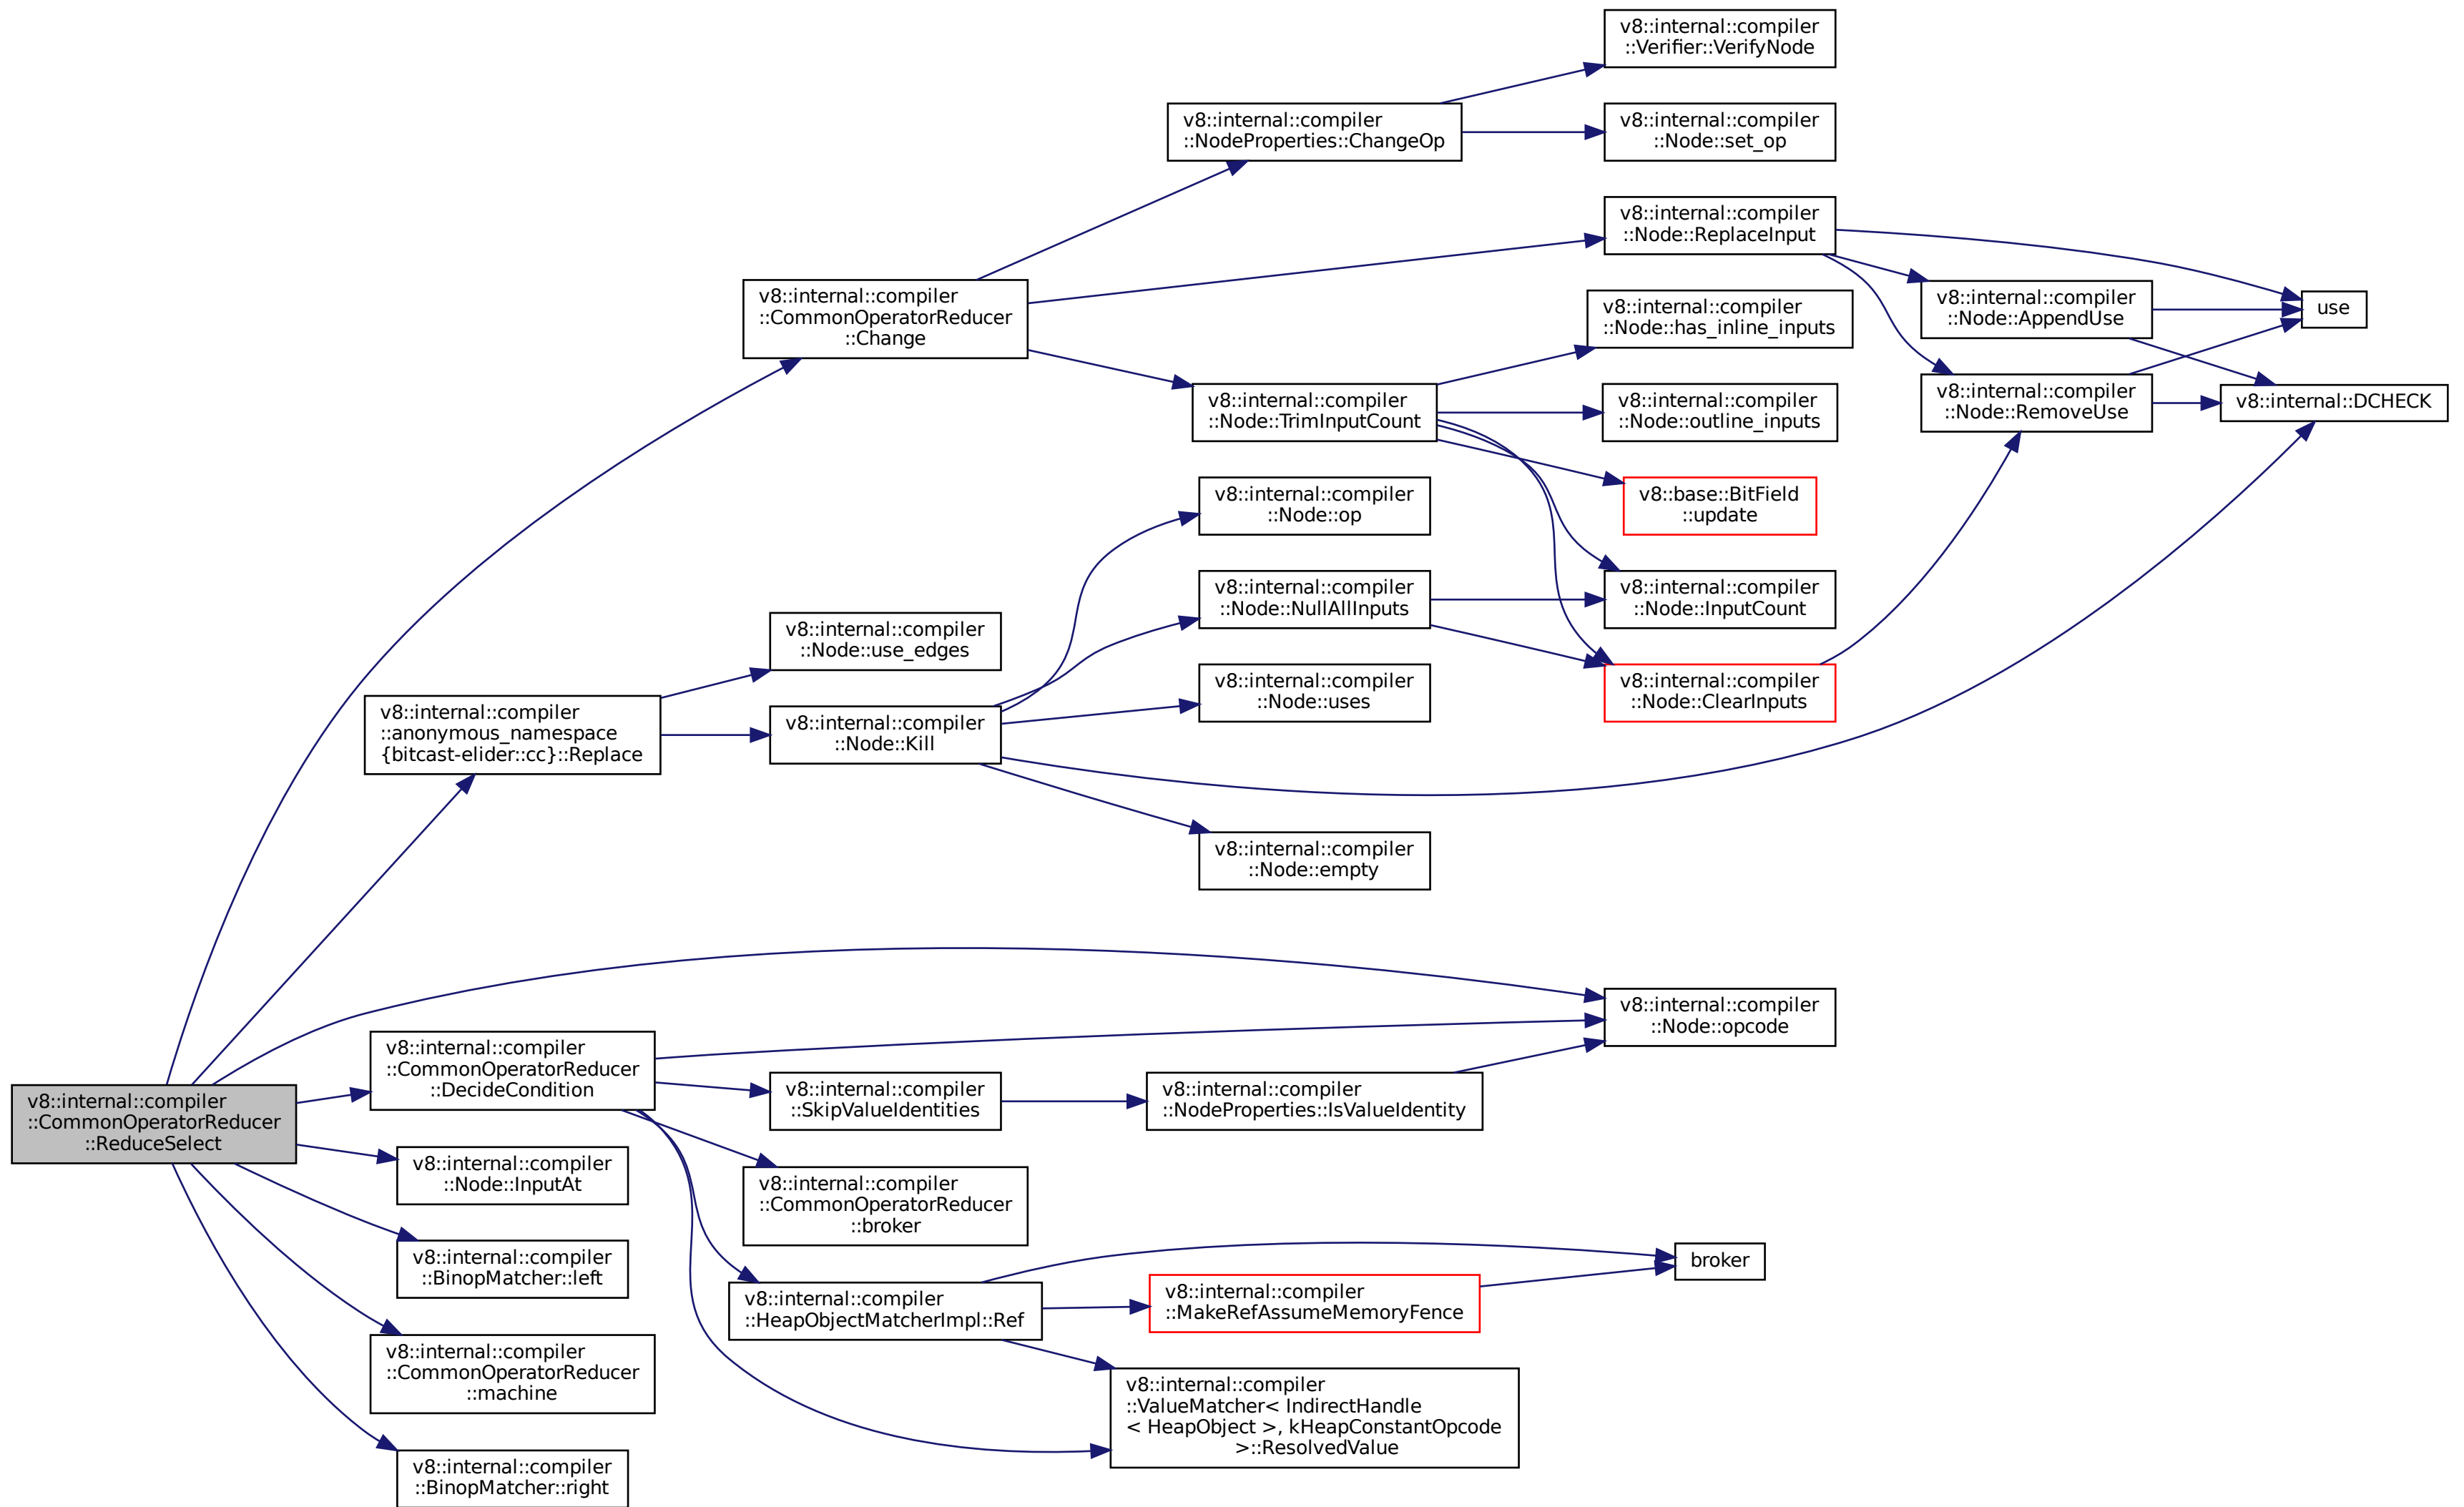 v8::internal::compiler
::Verifier::VerifyNode
v8::internal::compiler
::NodeProperties::ChangeOp
v8::internal::compiler
::Node::set_op
v8::internal::compiler
::Node::ReplaceInput
v8::internal::compiler
::CommonOperatorReducer
::Change
v8::internal::compiler
::Node::has_inline_inputs
v8::internal::compiler
::Node::AppendUse
use
v8::internal::compiler
::Node::TrimInputCount
v8::internal::compiler
::Node::outline_inputs
v8::internal::compiler
::Node::RemoveUse
v8::internal::DCHECK
v8::internal::compiler
::Node::op
v8::base::BitField
::update
v8::internal::compiler
::Node::NullAllInputs
v8::internal::compiler
::Node::InputCount
v8::internal::compiler
::Node::use_edges
v8::internal::compiler
::Node::uses
v8::internal::compiler
::Node::ClearInputs
v8::internal::compiler
::anonymous_namespace
{bitcast-elider::cc}::Replace
v8::internal::compiler
::Node::Kill
v8::internal::compiler
::Node::empty
v8::internal::compiler
::Node::opcode
v8::internal::compiler
::CommonOperatorReducer
::DecideCondition
v8::internal::compiler
::SkipValueIdentities
v8::internal::compiler
::NodeProperties::IsValueIdentity
v8::internal::compiler
::CommonOperatorReducer
::ReduceSelect
v8::internal::compiler
::Node::InputAt
v8::internal::compiler
::CommonOperatorReducer
::broker
v8::internal::compiler
::BinopMatcher::left
broker
v8::internal::compiler
::HeapObjectMatcherImpl::Ref
v8::internal::compiler
::MakeRefAssumeMemoryFence
v8::internal::compiler
::CommonOperatorReducer
::machine
v8::internal::compiler
::ValueMatcher< IndirectHandle
< HeapObject >, kHeapConstantOpcode
>::ResolvedValue
v8::internal::compiler
::BinopMatcher::right